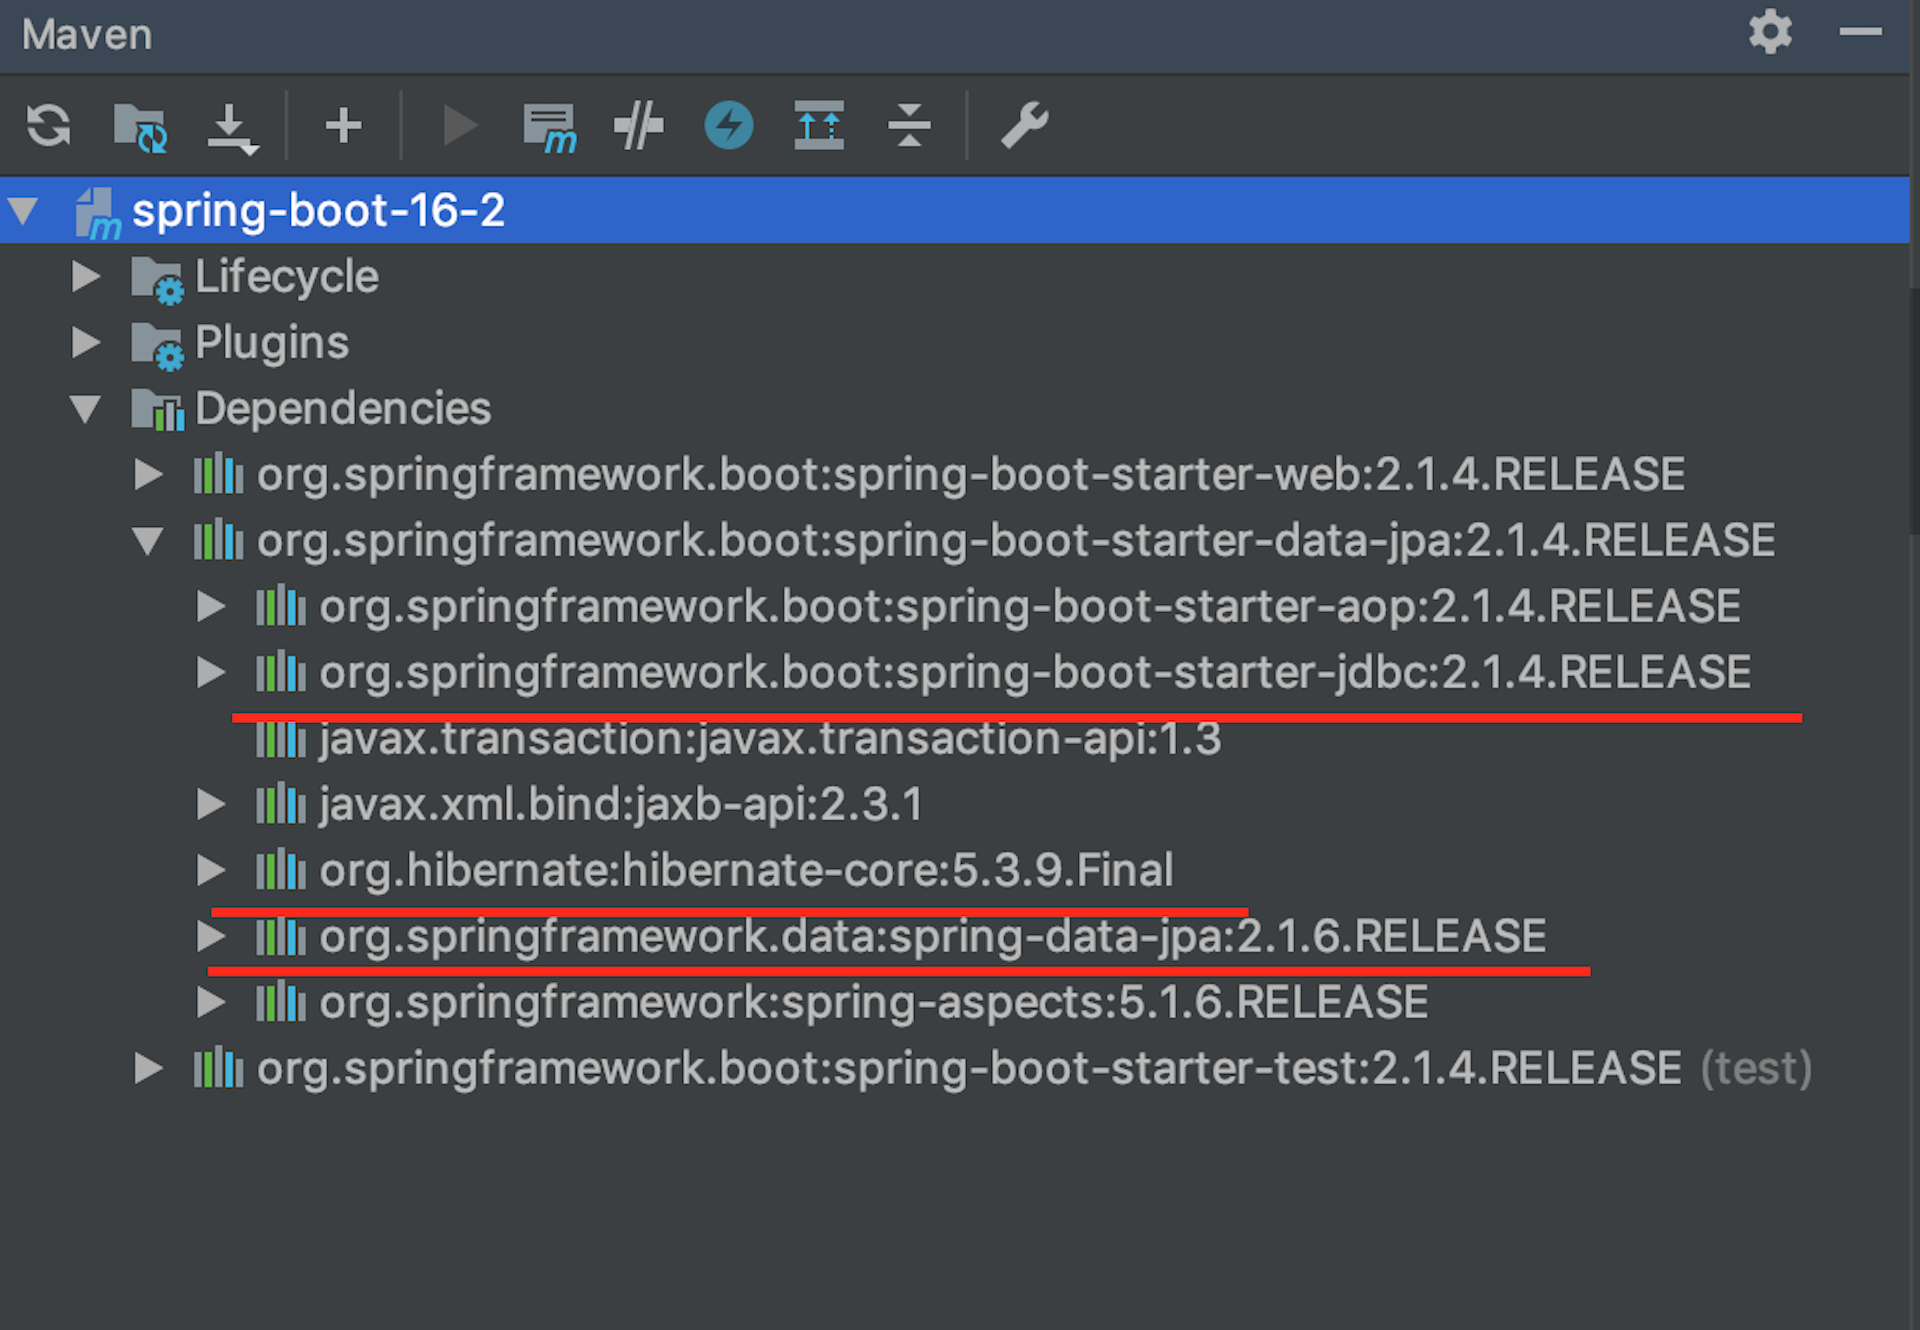 Maven
spring-boot-16-2
Lifecycle
Plugins
Dependencies
org.springframework.boot:spring-boot-starter-web:2.1.4.RELEASE
org.springframework.boot:spring-boot-starter-data-jpa:2.1.4.RELEASE
org.springframework.boot:spring-boot-starter-aop:2.1.4.RELEASE
org.springframework.boot:spring-boot-starter-jdbc:2.1.4.RELEASE
javax.transaction:javax.transaction-api:1.3
javax.xml.bind:jaxb-api:2.3.1
org.hibernate:hibernate-core:5.3.9.Final
org.springframework.data:spring-data-jpa:2.1.6.RELEASE
org.springframework:spring-aspects:5.1.6.RELEASE
org.springframework.boot:spring-boot-starter-test:2.1.4.RELEASE (test)